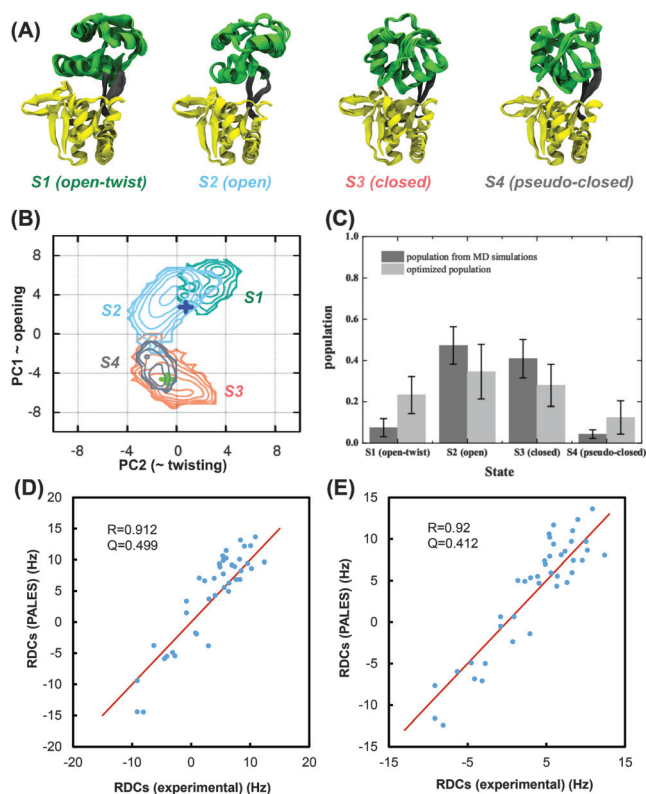 (A)
S1 (open-twist)
S2 (open)
S3 (closed)
S4 (pseudo-closed)
(B)
PC1 ~ opening
8
4
0
-4
-8
S1
S2
S3
S4
-10
-8
-4
0
4
8
10
PC2 (~ twisting)
(C)
population
1.0
0.8
0.6
0.4
0.2
0.0
population from MD simulations
optimized population
S1 (open-twist)
S2 (open)
S3 (closed)
S4 (pseudo-closed)
State
(D)
RDCs (PALES) (Hz)
20
15
10
5
0
-5
-10
-15
-20
R=0.912
Q=0.499
-20
-10
0
10
20
RDCs (experimental) (Hz)
(E)
RDCs (PALES) (Hz)
15
10
5
0
-5
-10
-15
R=0.92
Q=0.412
-15
-5
5
15
RDCs (experimental) (Hz)